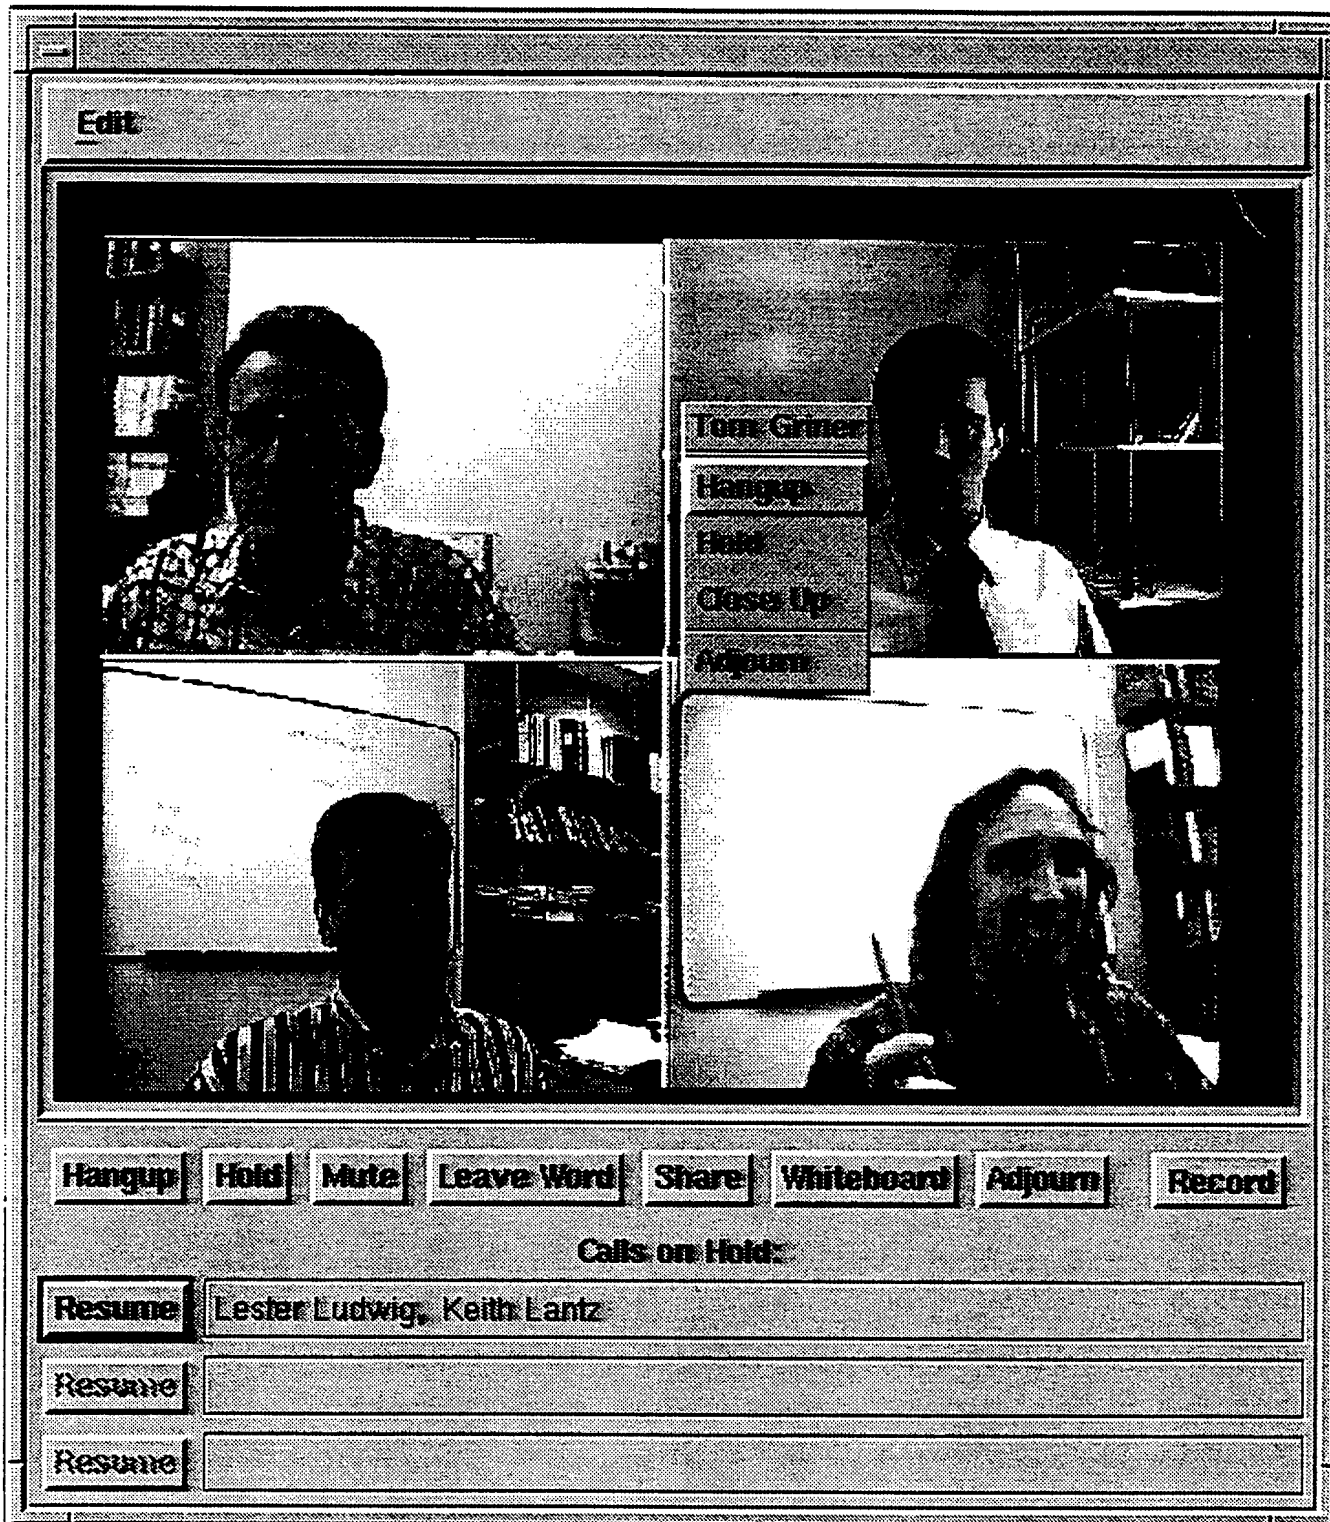 Edit
Tom Griner
Hangup
Hold
Close Up
Adjourn
Hangup Hold Mute Leave Word Share Whiteboard Adjourn Record
Calls on Hold:
Resume Lester Ludwig, Keith Lantz
Resume
Resume